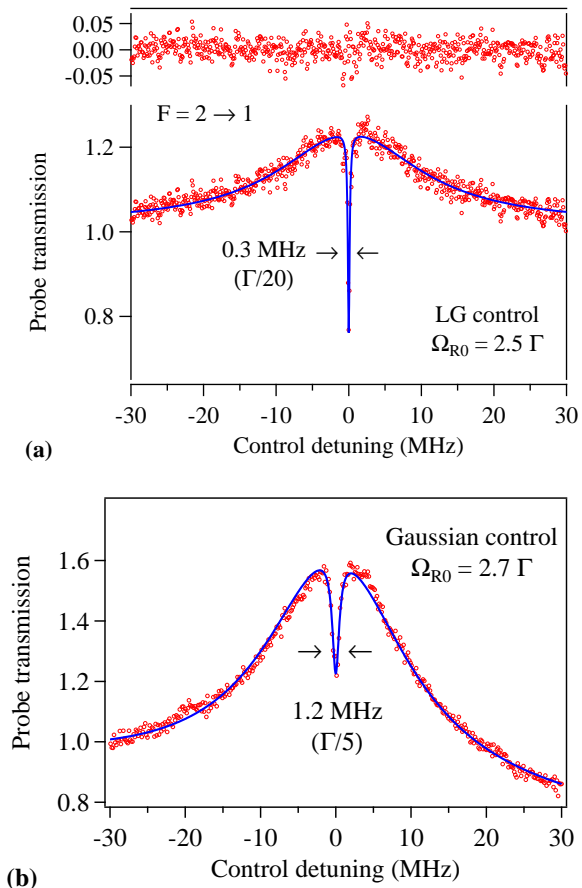 0.05
0.00
-0.05
F = 2 → 1
1.2
1.0
0.8
Probe transmission
0.3 MHz
(Γ/20)
LG control
Ω_R0 = 2.5 Γ
-30 -20 -10 0 10 20 30
Control detuning (MHz)
(a)
1.6
1.4
1.2
1.0
0.8
Probe transmission
Gaussian control
Ω_R0 = 2.7 Γ
1.2 MHz
(Γ/5)
-30 -20 -10 0 10 20 30
Control detuning (MHz)
(b)